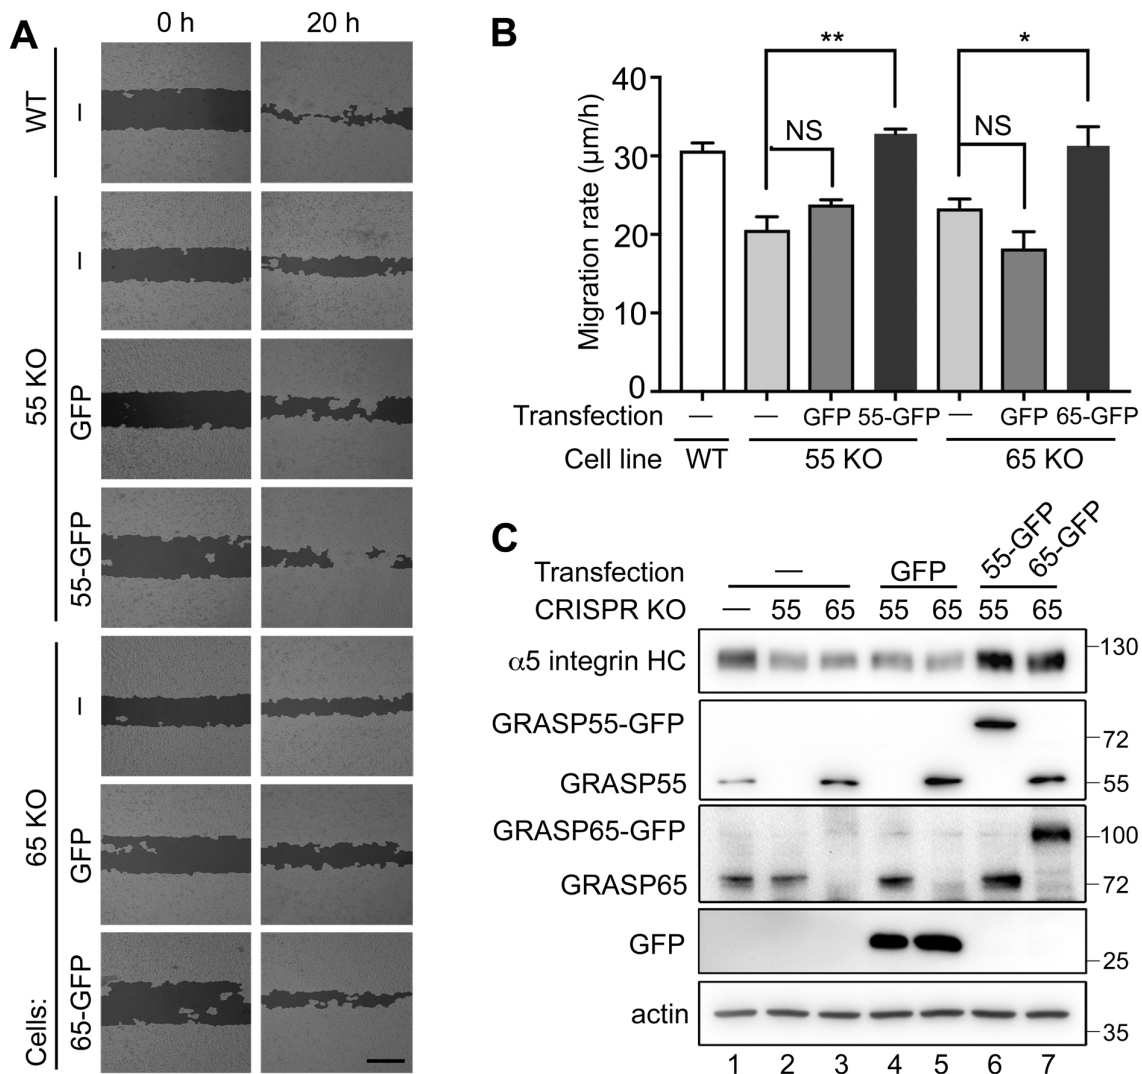 A
0 h 20 h
WT
–
55 KO
–
GFP
55-GFP
65 KO
–
GFP
65-GFP
Cells:
B
** *
NS NS
Migration rate (μm/h)
40
30
20
10
0
Transfection — — GFP 55-GFP — GFP 65-GFP
Cell line WT 55 KO 65 KO
C
Transfection — GFP 55-GFP 65-GFP
CRISPR KO — 55 65 55 65 55 65
α5 integrin HC 130
GRASP55-GFP 72
GRASP55 55
GRASP65-GFP 100
GRASP65 72
GFP 25
actin 35
1 2 3 4 5 6 7